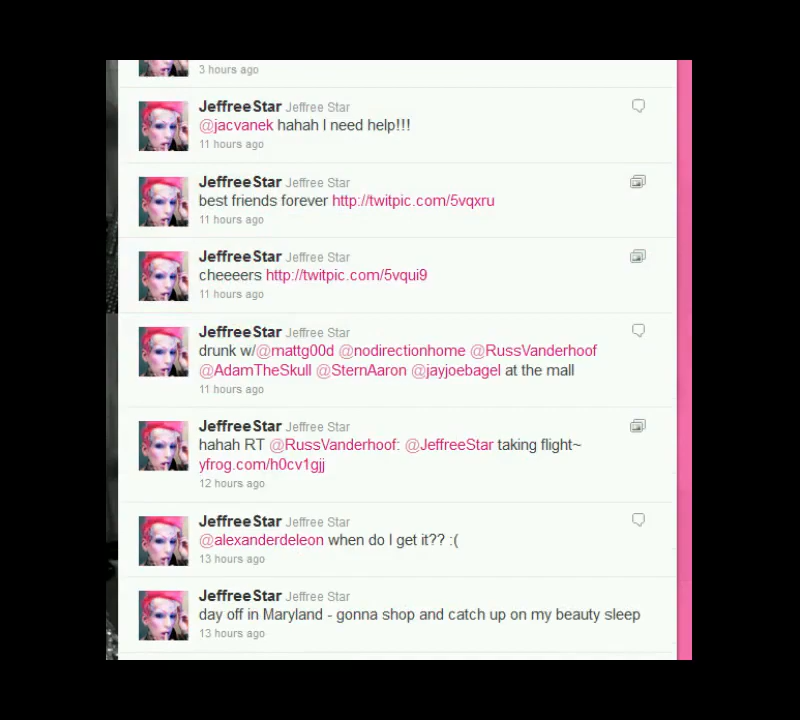 3 hours ago
JeffreeStar Jeffree Star
@jacvanek hahah I need help!!!
11 hours ago
JeffreeStar Jeffree Star
best friends forever http://twitpic.com/5vqxru
11 hours ago
JeffreeStar Jeffree Star
cheeeers http://twitpic.com/5vqui9
11 hours ago
JeffreeStar Jeffree Star
drunk w/@mattg00d @nodirectionhome @RussVanderhoof
@AdamTheSkull @SternAaron @jayjoebagel at the mall
11 hours ago
JeffreeStar Jeffree Star
hahah RT @RussVanderhoof: @JeffreeStar taking flight~
yfrog.com/h0cv1gjj
12 hours ago
JeffreeStar Jeffree Star
@alexanderdeleon when do I get it?? :(
13 hours ago
JeffreeStar Jeffree Star
day off in Maryland - gonna shop and catch up on my beauty sleep
13 hours ago